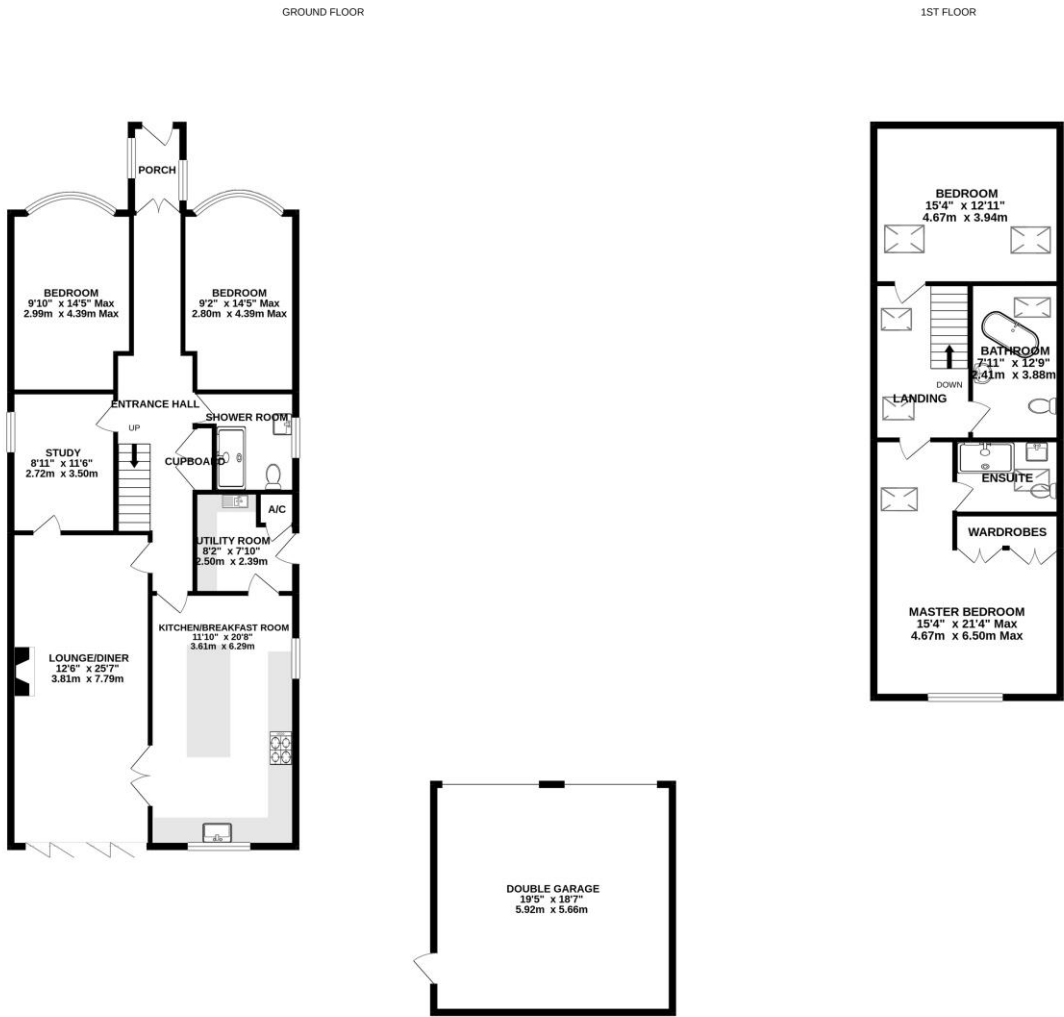 GROUND FLOOR
PORCH
BEDROOM
9'10" x 14'5" Max
2.99m x 4.39m Max
BEDROOM
9'2" x 14'5" Max
2.80m x 4.39m Max
ENTRANCE HALL
SHOWER ROOM
UP
STUDY
8'11" x 11'6"
2.72m x 3.50m
CUPBOARD
A/C
UTILITY ROOM
8'2" x 7'10"
2.50m x 2.39m
KITCHEN/BREAKFAST ROOM
11'10" x 20'8"
3.61m x 6.29m
LOUNGE/DINER
12'6" x 25'7"
3.81m x 7.79m
DOUBLE GARAGE
19'5" x 18'7"
5.92m x 5.66m
1ST FLOOR
BEDROOM
15'4" x 12'11"
4.67m x 3.94m
BATHROOM
7'11" x 12'9"
2.41m x 3.88m
DOWN
LANDING
ENSUITE
WARDROBES
MASTER BEDROOM
15'4" x 21'4" Max
4.67m x 6.50m Max